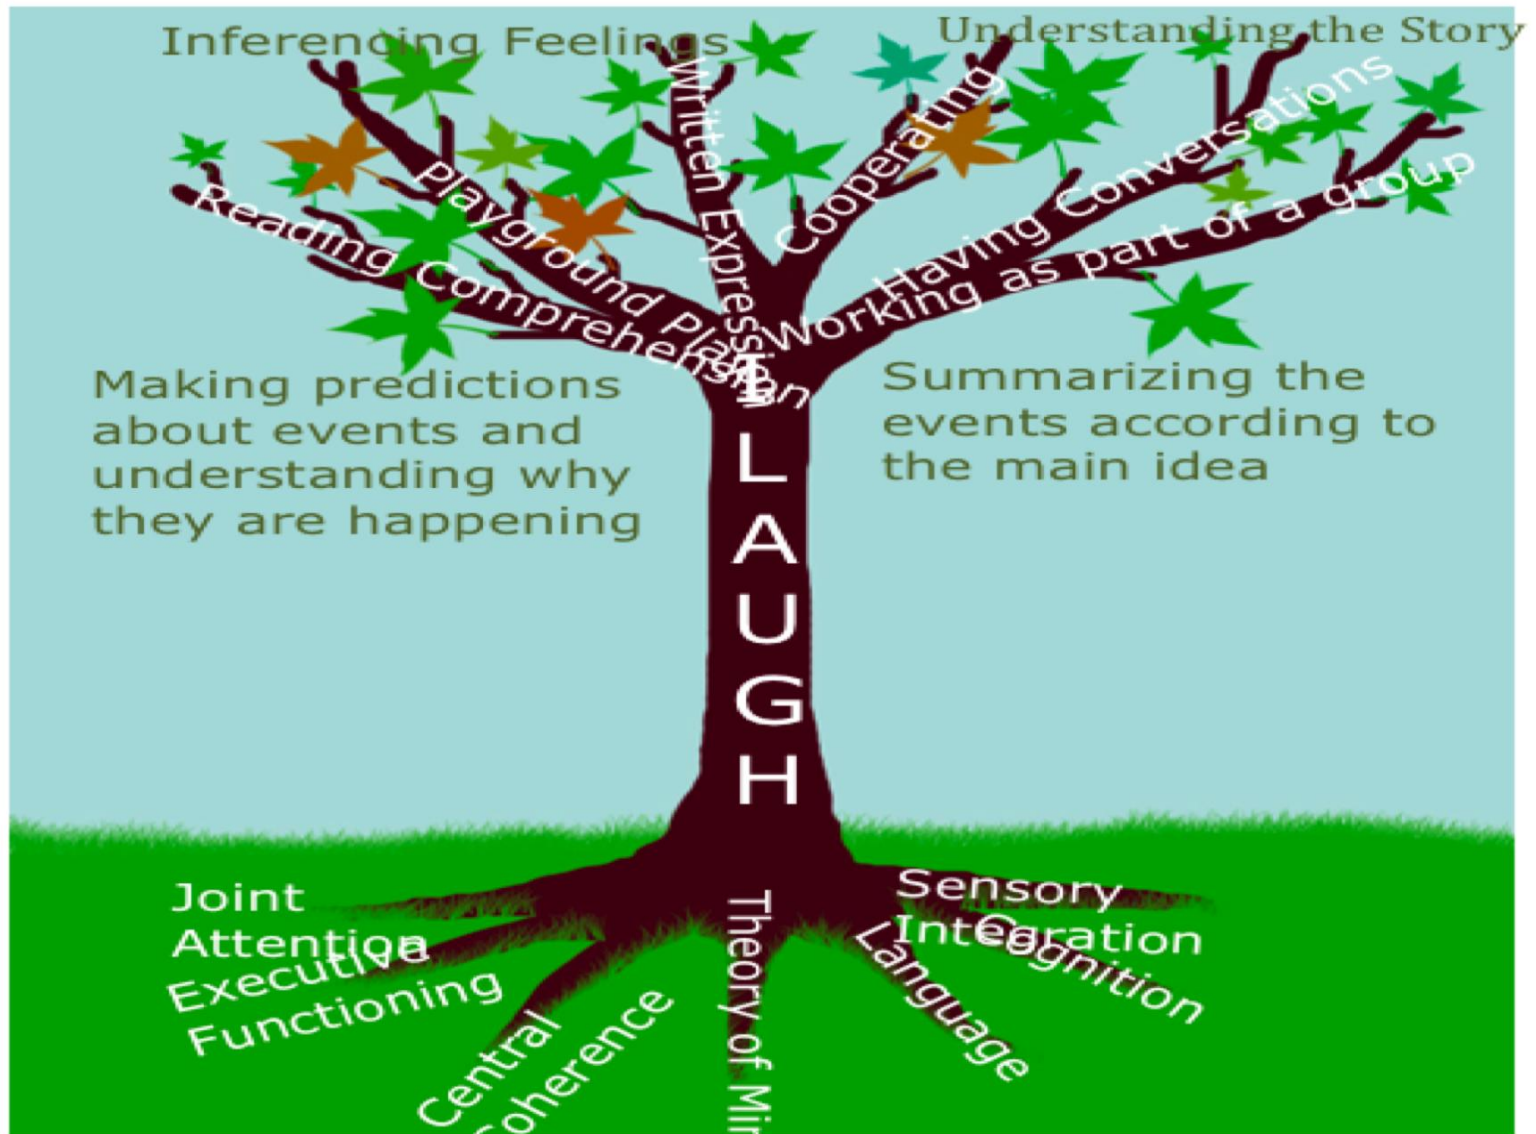 Inferencing Feelings
Understanding the Story
Reading Comprehension
Playground Play
Written Expression
Cooperating
Having Conversations
Working as part of a group
Making predictions
about events and
understanding why
they are happening
Summarizing the
events according to
the main idea
I
L
A
U
G
H
Joint
Attention
Executive
Functioning
Central
Coherence
Theory of Min
Language
Cognition
Sensory
Integration